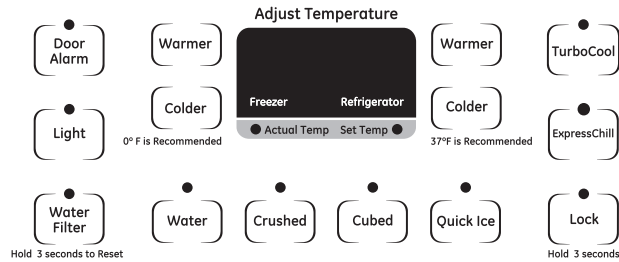 Adjust Temperature
Door
Alarm
Warmer
Warmer
TurboCool
Freezer Refrigerator
Colder
Colder
Light
Actual Temp Set Temp
ExpressChill
0° F is Recommended
37°F is Recommended
Water
Filter
Water
Crushed
Cubed
Quick Ice
Lock
Hold 3 seconds to Reset
Hold 3 seconds